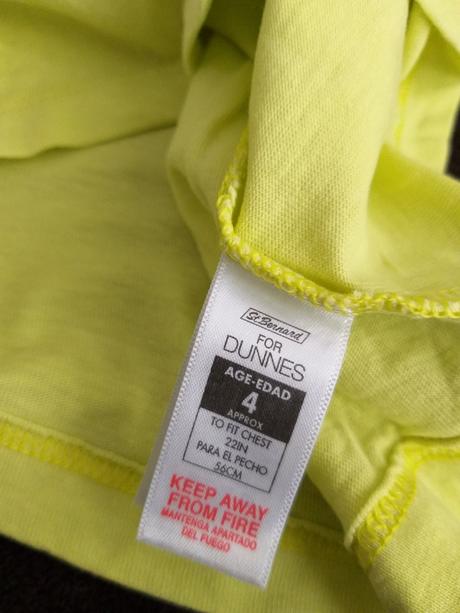 St Bernard
FOR
DUNNES
AGE-EDAD
4
APPROX
TO FIT CHEST
22IN
PARA EL PECHO
56CM
KEEP AWAY
FROM FIRE
MANTENGA APARTADO
DEL FUEGO